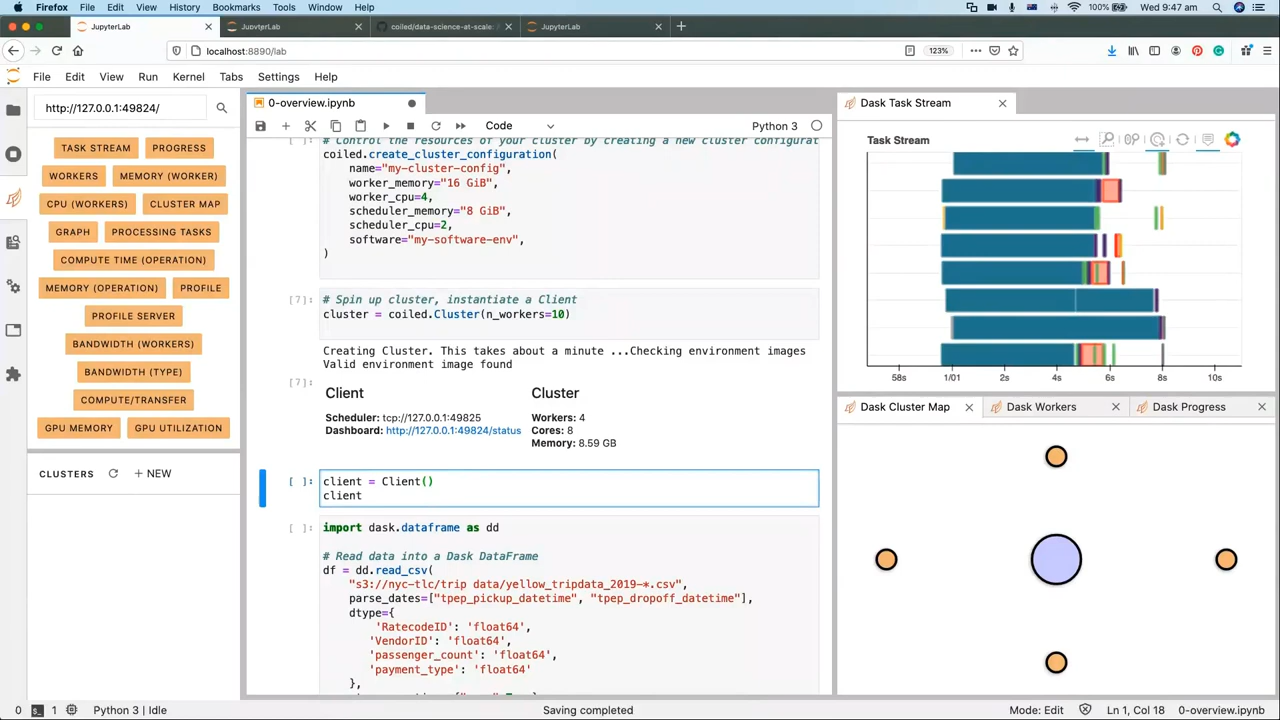 Firefox File Edit View History Bookmarks Tools Window Help 100% Wed 9:47 am
JupyterLab JupyterLab coiled/data-science-at-scale: JupyterLab
localhost:8890/lab 123%
File Edit View Run Kernel Tabs Settings Help
http://127.0.0.1:49824/
TASK STREAM PROGRESS
WORKERS MEMORY (WORKER)
CPU (WORKERS) CLUSTER MAP
GRAPH PROCESSING TASKS
COMPUTE TIME (OPERATION)
MEMORY (OPERATION) PROFILE
PROFILE SERVER
BANDWIDTH (WORKERS)
BANDWIDTH (TYPE)
COMPUTE/TRANSFER
GPU MEMORY GPU UTILIZATION
CLUSTERS + NEW
0-overview.ipynb
Code Python 3
[ ]: # Control the resources of your cluster by creating a new cluster configurat
coiled.create_cluster_configuration(
name="my-cluster-config",
worker_memory="16 GiB",
worker_cpu=4,
scheduler_memory="8 GiB",
scheduler_cpu=2,
software="my-software-env",
)
[7]: # Spin up cluster, instantiate a Client
cluster = coiled.Cluster(n_workers=10)
Creating Cluster. This takes about a minute ...Checking environment images
Valid environment image found
[7]: Client Cluster
Scheduler: tcp://127.0.0.1:49825 Workers: 4
Dashboard: http://127.0.0.1:49824/status Cores: 8
Memory: 8.59 GB
[ ]: client = Client()
client
[ ]: import dask.dataframe as dd
# Read data into a Dask DataFrame
df = dd.read_csv(
"s3://nyc-tlc/trip data/yellow_tripdata_2019-*.csv",
parse_dates=["tpep_pickup_datetime", "tpep_dropoff_datetime"],
dtype={
'RatecodeID': 'float64',
'VendorID': 'float64',
'passenger_count': 'float64',
'payment_type': 'float64'
},
Dask Task Stream
Task Stream
58s 1/01 2s 4s 6s 8s 10s
Dask Cluster Map Dask Workers Dask Progress
0 1 Python 3 | Idle Saving completed Mode: Edit Ln 1, Col 18 0-overview.ipynb